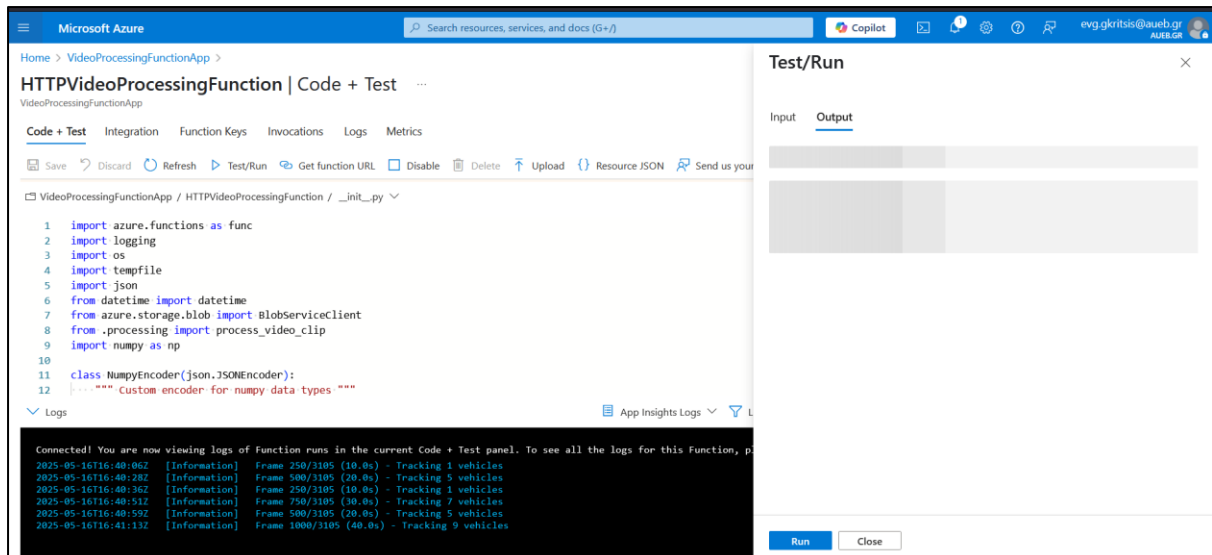 Microsoft Azure
Search resources, services, and docs (G+/)
Copilot
1
evg.gkritsis@aueb.gr
AUEB.GR
Home > VideoProcessingFunctionApp >
HTTPVideoProcessingFunction | Code + Test ...
VideoProcessingFunctionApp
Code + Test Integration Function Keys Invocations Logs Metrics
Save Discard Refresh Test/Run Get function URL Disable Delete Upload {} Resource JSON Send us your
VideoProcessingFunctionApp / HTTPVideoProcessingFunction / __init__.py
1 import azure.functions as func
2 import logging
3 import os
4 import tempfile
5 import json
6 from datetime import datetime
7 from azure.storage.blob import BlobServiceClient
8 from .processing import process_video_clip
9 import numpy as np
10
11 class NumpyEncoder(json.JSONEncoder):
12 """ Custom encoder for numpy data types """
Logs
App Insights Logs
L
Connected! You are now viewing logs of Function runs in the current Code + Test panel. To see all the logs for this Function, pl
2025-05-16T16:40:06Z [Information] Frame 250/3105 (10.0s) - Tracking 1 vehicles
2025-05-16T16:40:28Z [Information] Frame 500/3105 (20.0s) - Tracking 5 vehicles
2025-05-16T16:40:36Z [Information] Frame 250/3105 (10.0s) - Tracking 1 vehicles
2025-05-16T16:40:51Z [Information] Frame 750/3105 (30.0s) - Tracking 7 vehicles
2025-05-16T16:40:59Z [Information] Frame 500/3105 (20.0s) - Tracking 5 vehicles
2025-05-16T16:41:13Z [Information] Frame 1000/3105 (40.0s) - Tracking 9 vehicles
Test/Run
Input Output
Run Close